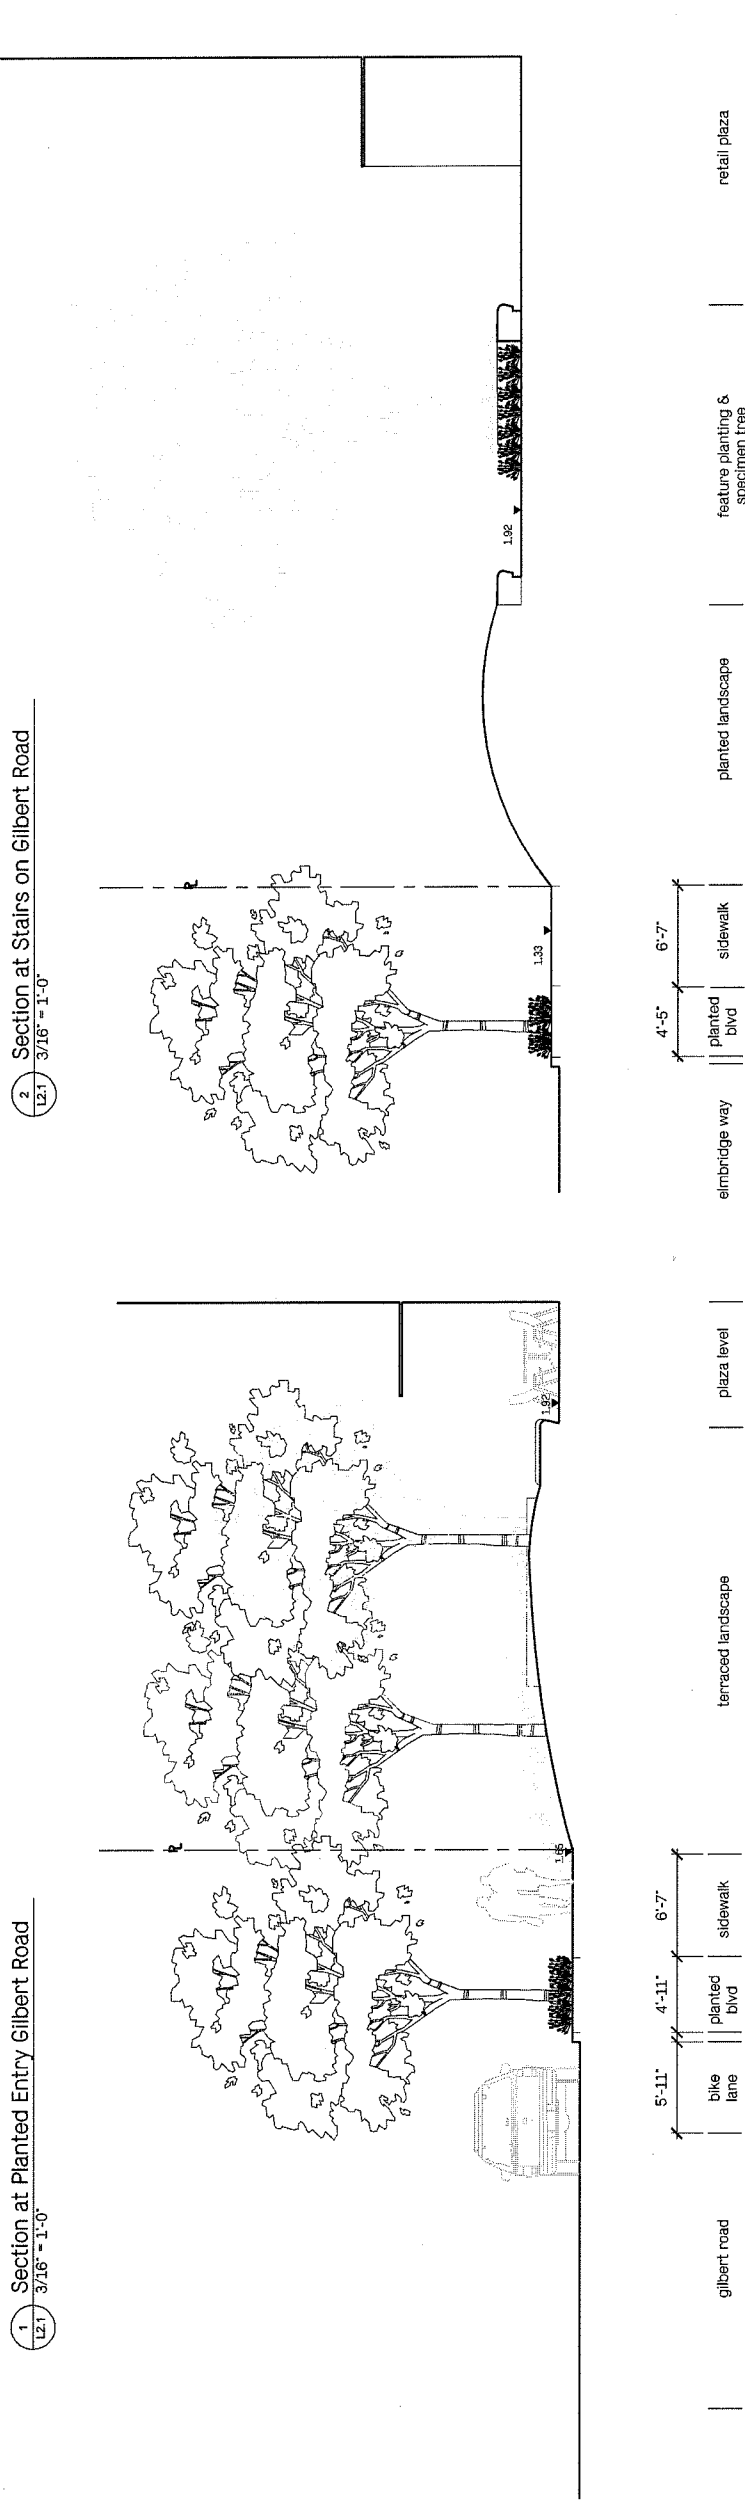 1
L2.1
Section at Planted Entry Gilbert Road
3/16" = 1'-0"
1.65
1.92
5'-11"
4'-11"
6'-7"
gilbert road
bike
lane
planted
blvd
sidewalk
terraced landscape
plaza level
2
L2.1
Section at Stairs on Gilbert Road
3/16" = 1'-0"
1.33
1.92
4'-5"
6'-7"
elmbridge way
planted
blvd
sidewalk
planted landscape
feature planting &
specimen tree
retail plaza